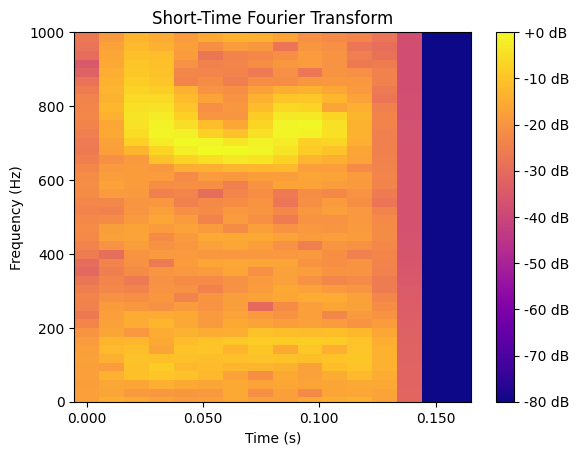 Short-Time Fourier Transform
1000
800
600
400
200
0
Frequency (Hz)
0.000
0.050
0.100
0.150
Time (s)
+0 dB
-10 dB
-20 dB
-30 dB
-40 dB
-50 dB
-60 dB
-70 dB
-80 dB